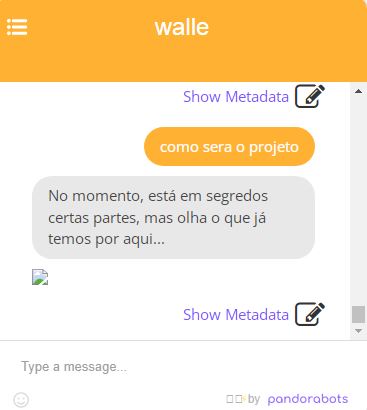 walle
Show Metadata
como sera o projeto
No momento, está em segredos
certas partes, mas olha o que já
temos por aqui...
Show Metadata
Type a message...
by pandorabots